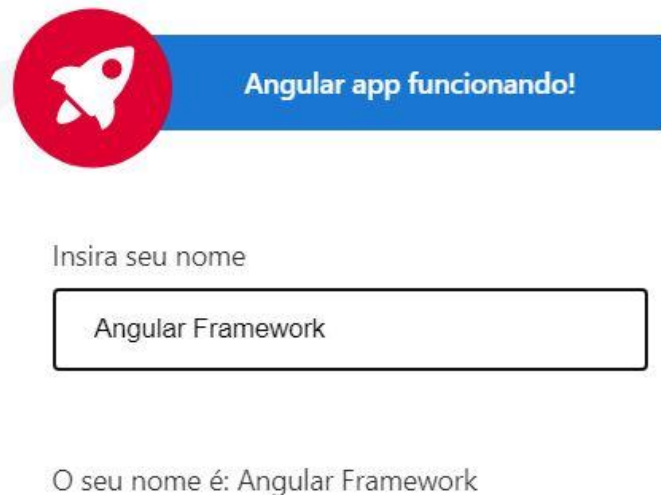 Angular app funcionando!
Insira seu nome
Angular Framework
O seu nome é: Angular Framework